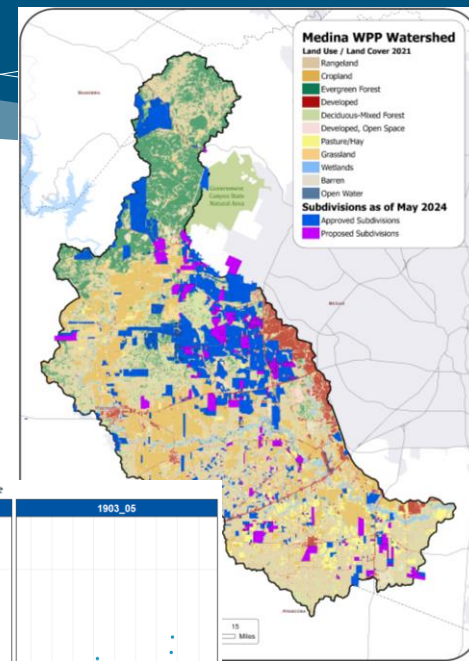 Medina WPP Watershed
Land Use / Land Cover 2021
Rangeland
Cropland
Evergreen Forest
Developed
Deciduous-Mixed Forest
Developed, Open Space
Pasture/Hay
Grassland
Wetlands
Barren
Open Water
Subdivisions as of May 2024
Approved Subdivisions
Proposed Subdivisions
Government
Canyon State
Natural Area
1903_05
15
Miles